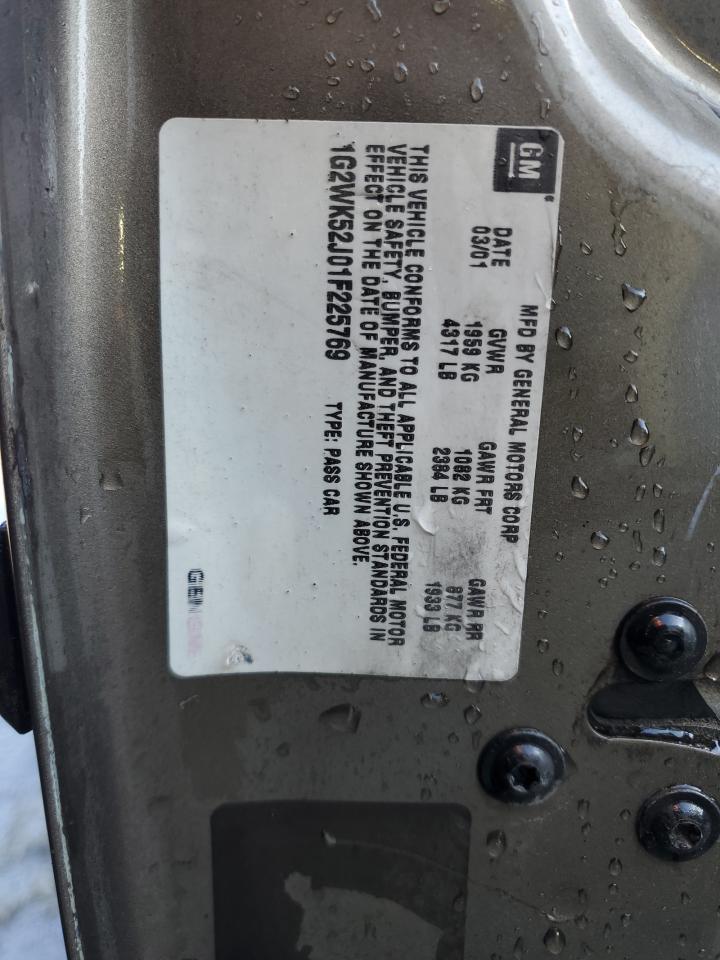 GM
MFD BY GENERAL MOTORS CORP
DATE GVWR GAWR FRT GAWR RR
03/01 1959 KG 1082 KG 877 KG
4317 LB 2384 LB 1933 LB
THIS VEHICLE CONFORMS TO ALL APPLICABLE U.S. FEDERAL MOTOR
VEHICLE SAFETY, BUMPER, AND THEFT PREVENTION STANDARDS IN
EFFECT ON THE DATE OF MANUFACTURE SHOWN ABOVE.
1G2WK52J01F225769 TYPE: PASS CAR